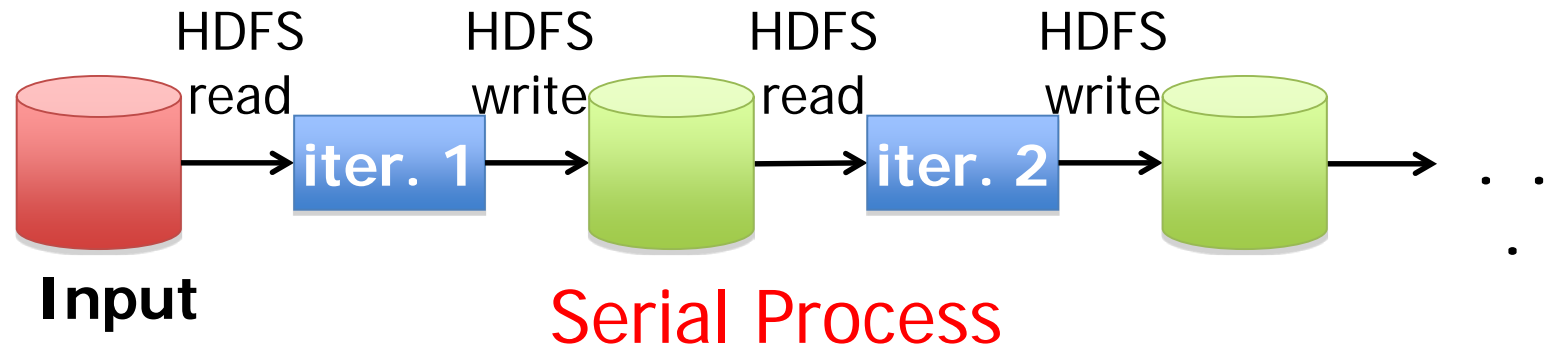 HDFS read
HDFS write
HDFS read
HDFS write
iter. 1
iter. 2
. . .
Input
Serial Process